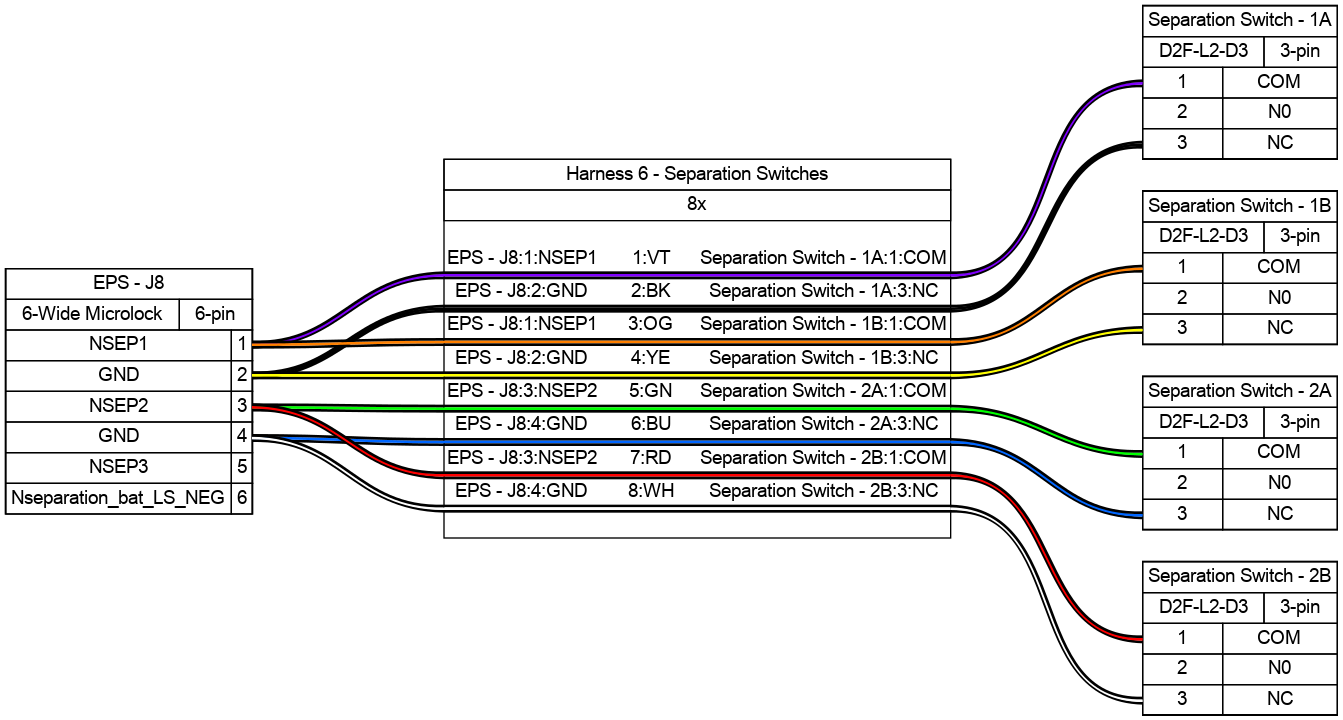 EPS - J8
6-Wide Microlock 6-pin
NSEP1 1
GND 2
NSEP2 3
GND 4
NSEP3 5
Nseparation_bat_LS_NEG 6
Harness 6 - Separation Switches
8x
EPS - J8:1:NSEP1 1:VT Separation Switch - 1A:1:COM
EPS - J8:2:GND 2:BK Separation Switch - 1A:3:NC
EPS - J8:1:NSEP1 3:OG Separation Switch - 1B:1:COM
EPS - J8:2:GND 4:YE Separation Switch - 1B:3:NC
EPS - J8:3:NSEP2 5:GN Separation Switch - 2A:1:COM
EPS - J8:4:GND 6:BU Separation Switch - 2A:3:NC
EPS - J8:3:NSEP2 7:RD Separation Switch - 2B:1:COM
EPS - J8:4:GND 8:WH Separation Switch - 2B:3:NC
Separation Switch - 1A
D2F-L2-D3 3-pin
1 COM
2 N0
3 NC
Separation Switch - 1B
D2F-L2-D3 3-pin
1 COM
2 N0
3 NC
Separation Switch - 2A
D2F-L2-D3 3-pin
1 COM
2 N0
3 NC
Separation Switch - 2B
D2F-L2-D3 3-pin
1 COM
2 N0
3 NC